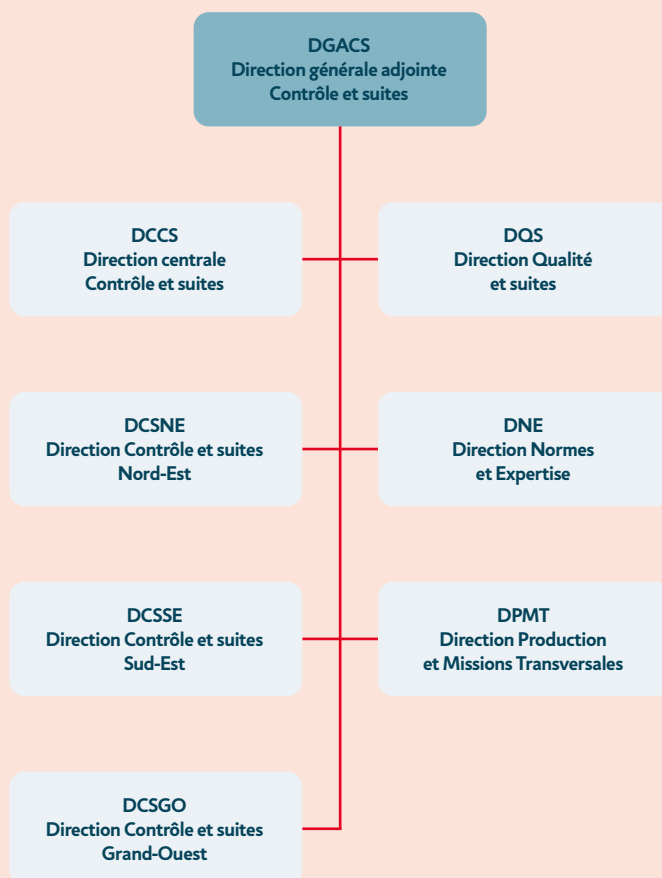 DGACS
Direction générale adjointe
Contrôle et suites
DCCS
Direction centrale
Contrôle et suites
DQS
Direction Qualité
et suites
DCSNE
Direction Contrôle et suites
Nord-Est
DNE
Direction Normes
et Expertise
DCSSE
Direction Contrôle et suites
Sud-Est
DPMT
Direction Production
et Missions Transversales
DCSGO
Direction Contrôle et suites
Grand-Ouest